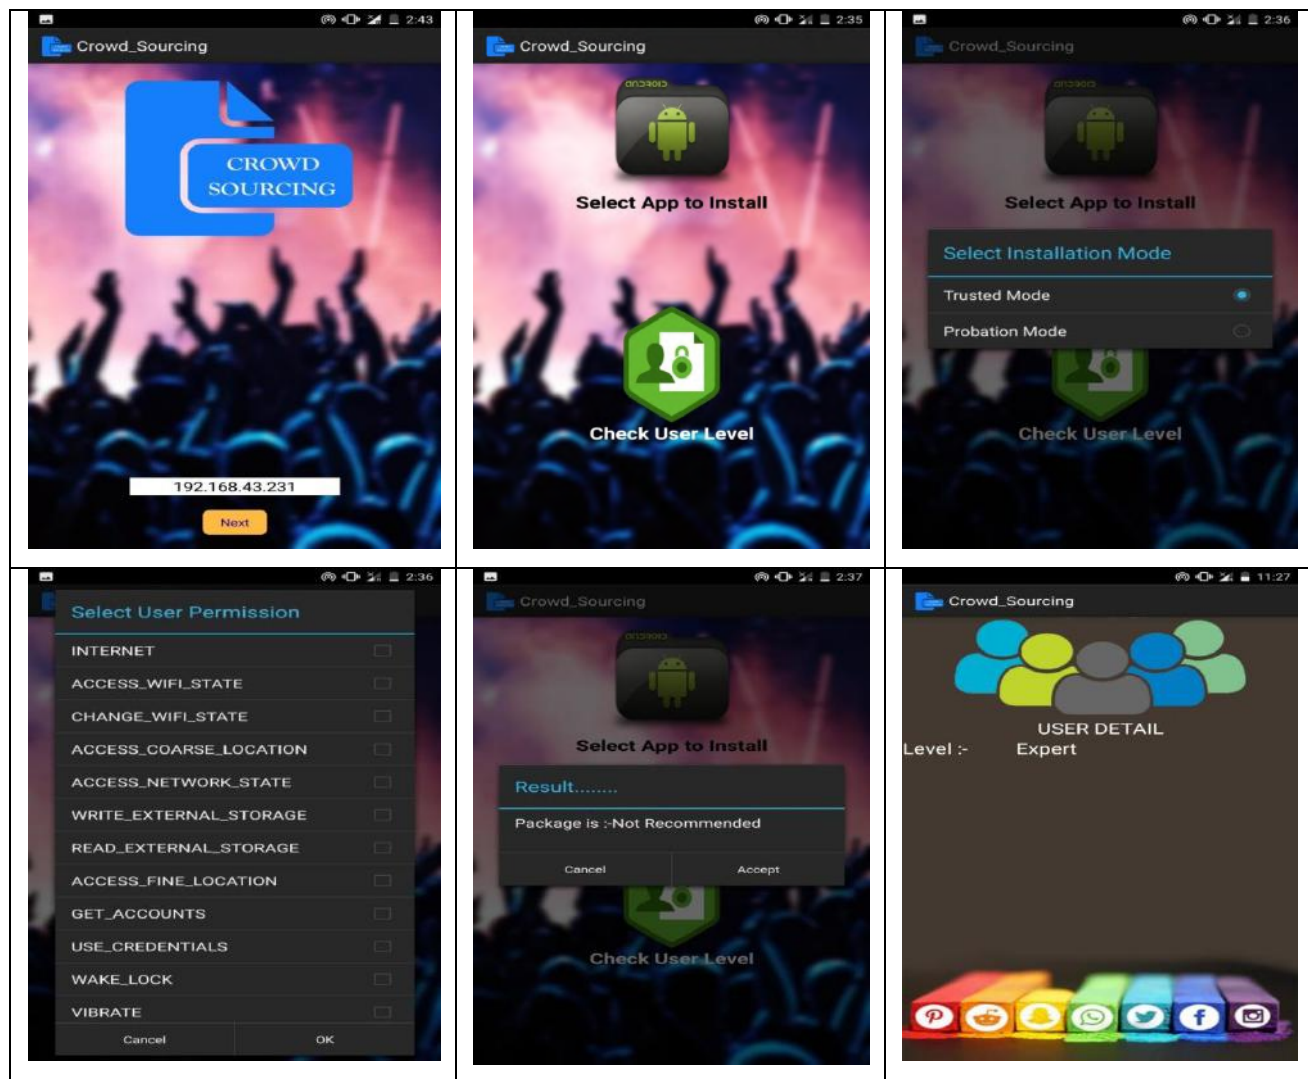 2:43
Crowd_Sourcing
CROWD
SOURCING
192.168.43.231
Next
2:35
Crowd_Sourcing
ANDROID
Select App to Install
Check User Level
2:36
Crowd_Sourcing
ANDROID
Select App to Install
Select Installation Mode
Trusted Mode
Probation Mode
Check User Level
2:36
Select User Permission
INTERNET
ACCESS_WIFI_STATE
CHANGE_WIFI_STATE
ACCESS_COARSE_LOCATION
ACCESS_NETWORK_STATE
WRITE_EXTERNAL_STORAGE
READ_EXTERNAL_STORAGE
ACCESS_FINE_LOCATION
GET_ACCOUNTS
USE_CREDENTIALS
WAKE_LOCK
VIBRATE
Cancel OK
2:37
Crowd_Sourcing
ANDROID
Select App to Install
Result........
Package is :-Not Recommended
Cancel Accept
Check User Level
11:27
Crowd_Sourcing
USER DETAIL
Level :- Expert